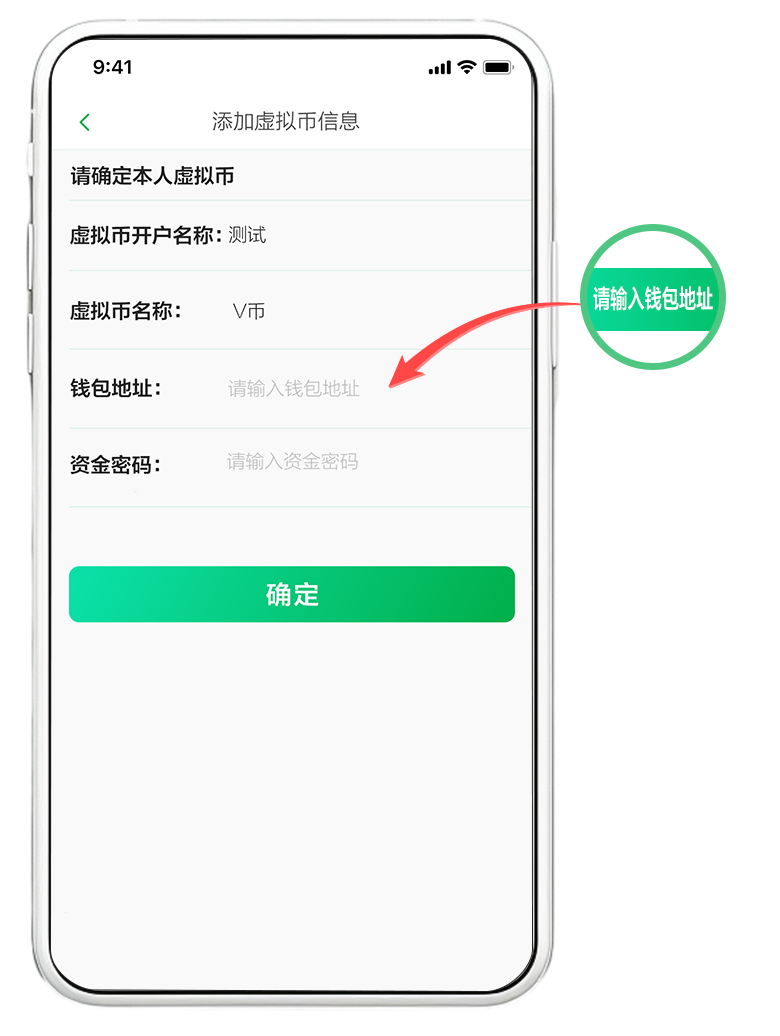 9:41
添加虚拟币信息
请确定本人虚拟币
虚拟币开户名称：测试
虚拟币名称： V币
钱包地址： 请输入钱包地址
请输入钱包地址
资金密码： 请输入资金密码
确定